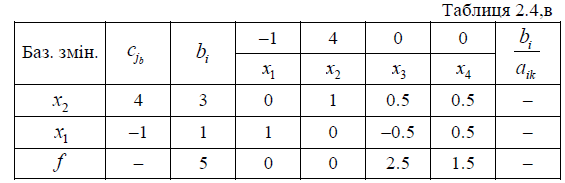 Таблиця 2.4,в
Баз. змін. c_{j_b} b_i –1 4 0 0 b_i / a_{ik}
x_1 x_2 x_3 x_4
x_2 4 3 0 1 0.5 0.5 –
x_1 –1 1 1 0 –0.5 0.5 –
f – 5 0 0 2.5 1.5 –